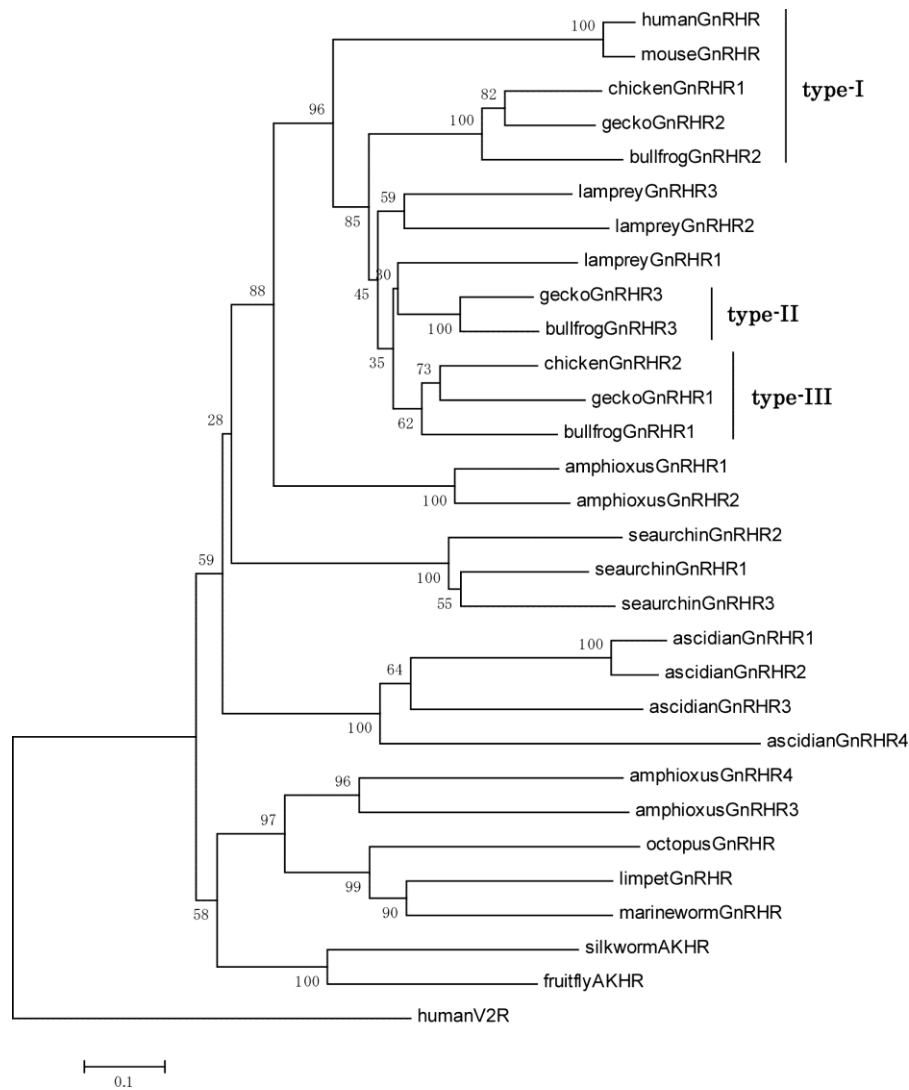 humanGnRHR
100
mouseGnRHR
chickenGnRHR1
82
type-I
geckoGnRHR2
96
100
bullfrogGnRHR2
lampreyGnRHR3
59
85
lampreyGnRHR2
lampreyGnRHR1
30
88
45
geckoGnRHR3
type-II
100
bullfrogGnRHR3
35
chickenGnRHR2
73
geckoGnRHR1
type-III
28
62
bullfrogGnRHR1
amphioxusGnRHR1
100
amphioxusGnRHR2
seaurchinGnRHR2
59
seaurchinGnRHR1
100
55
seaurchinGnRHR3
ascidianGnRHR1
100
64
ascidianGnRHR2
ascidianGnRHR3
100
ascidianGnRHR4
amphioxusGnRHR4
96
amphioxusGnRHR3
97
octopusGnRHR
limpetGnRHR
99
90
marinewormGnRHR
58
silkwormAKHR
100
fruitflyAKHR
humanV2R
0.1